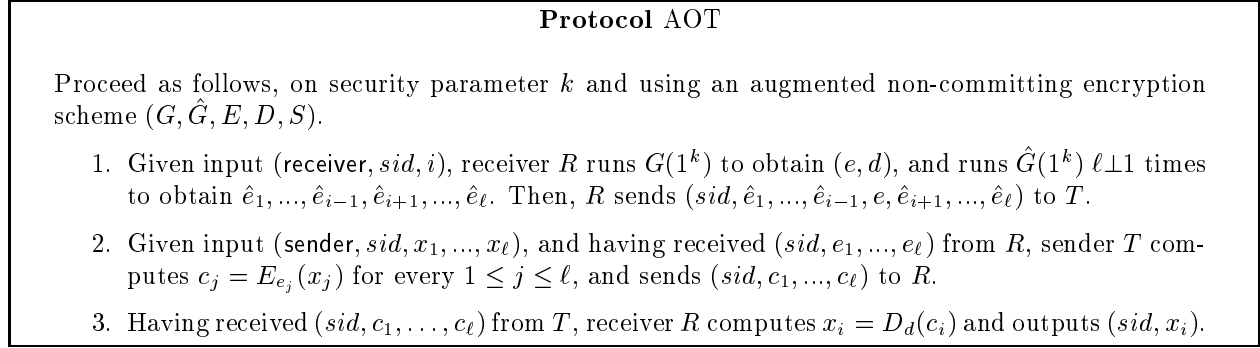 Protocol AOT
Proceed as follows, on security parameter k and using an augmented non-committing encryption
scheme (G, Ĝ, E, D, S).
1. Given input (receiver, sid, i), receiver R runs G(1^k) to obtain (e, d), and runs Ĝ(1^k) ℓ⊥1 times
to obtain ê_1, ..., ê_{i−1}, ê_{i+1}, ..., ê_ℓ. Then, R sends (sid, ê_1, ..., ê_{i−1}, e, ê_{i+1}, ..., ê_ℓ) to T.
2. Given input (sender, sid, x_1, ..., x_ℓ), and having received (sid, e_1, ..., e_ℓ) from R, sender T com-
putes c_j = E_{e_j}(x_j) for every 1 ≤ j ≤ ℓ, and sends (sid, c_1, ..., c_ℓ) to R.
3. Having received (sid, c_1, . . . , c_ℓ) from T, receiver R computes x_i = D_d(c_i) and outputs (sid, x_i).